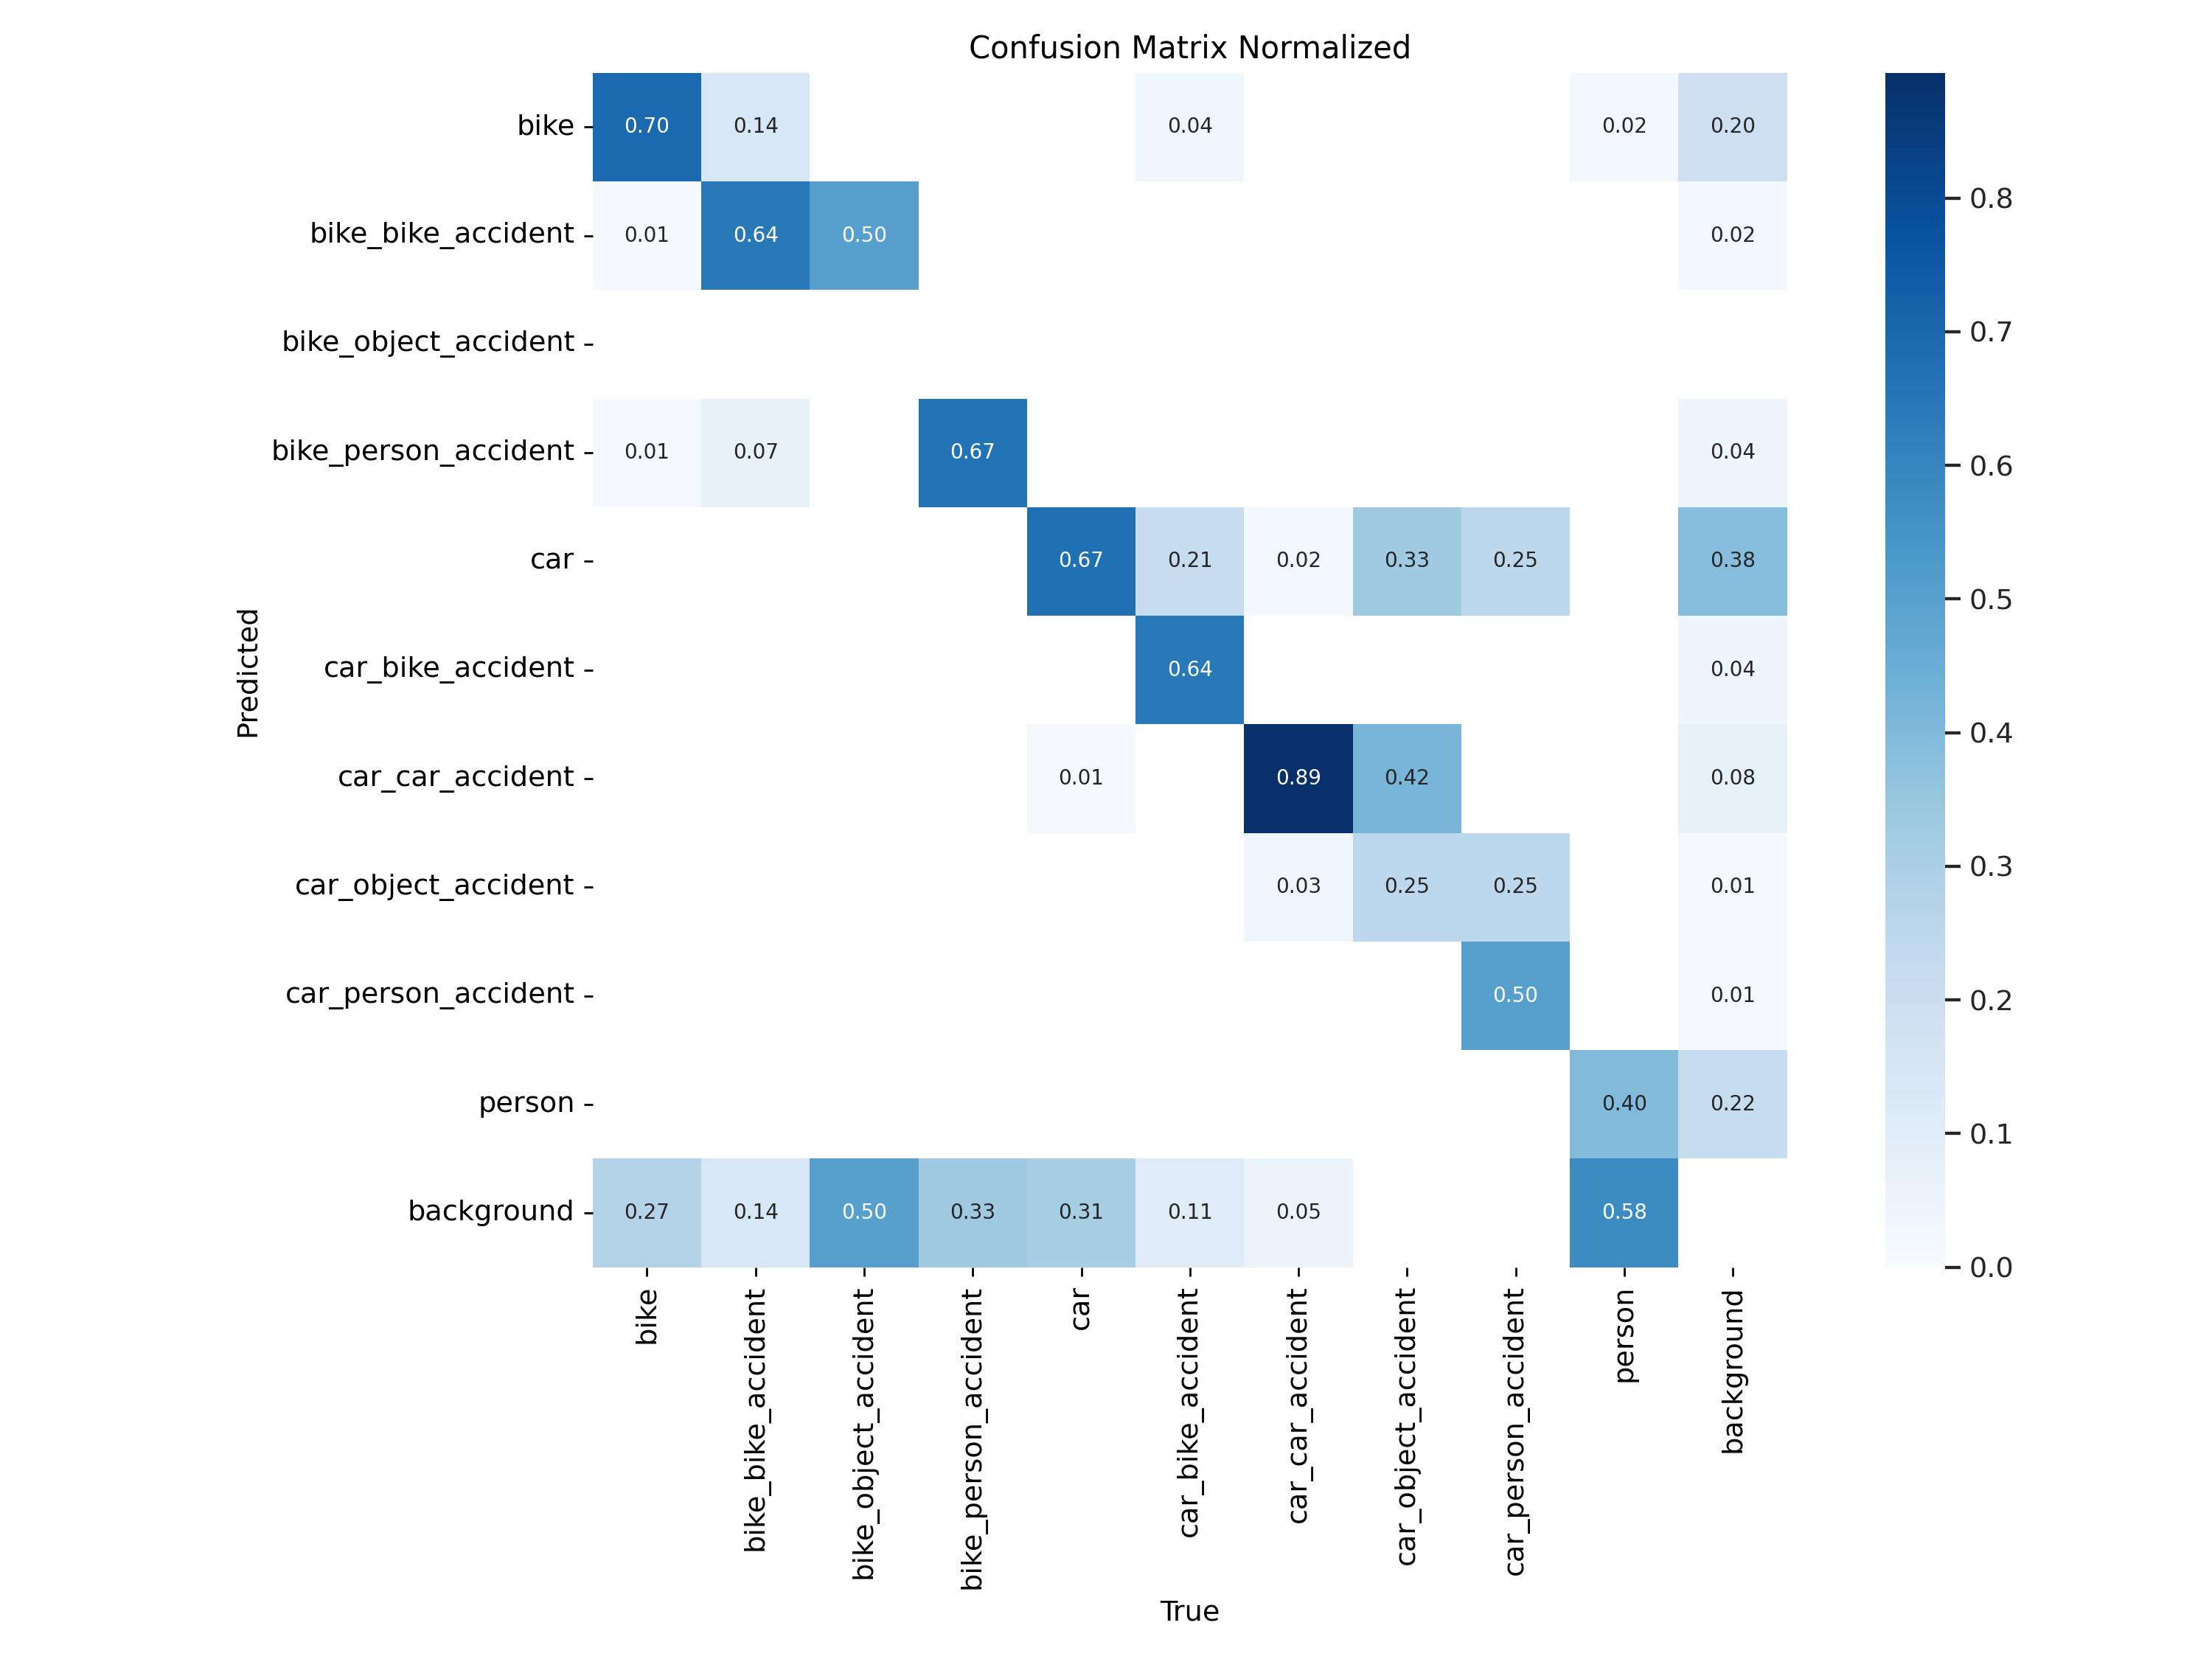 Confusion Matrix Normalized
bike
0.70 0.14 0.04 0.02 0.20
bike_bike_accident
0.01 0.64 0.50 0.02
bike_object_accident
bike_person_accident
0.01 0.07 0.67 0.04
car
0.67 0.21 0.02 0.33 0.25 0.38
car_bike_accident
0.64 0.04
car_car_accident
0.01 0.89 0.42 0.08
car_object_accident
0.03 0.25 0.25 0.01
car_person_accident
0.50 0.01
person
0.40 0.22
background
0.27 0.14 0.50 0.33 0.31 0.11 0.05 0.58
Predicted
bike
bike_bike_accident
bike_object_accident
bike_person_accident
car
car_bike_accident
car_car_accident
car_object_accident
car_person_accident
person
background
True
0.8
0.7
0.6
0.5
0.4
0.3
0.2
0.1
0.0